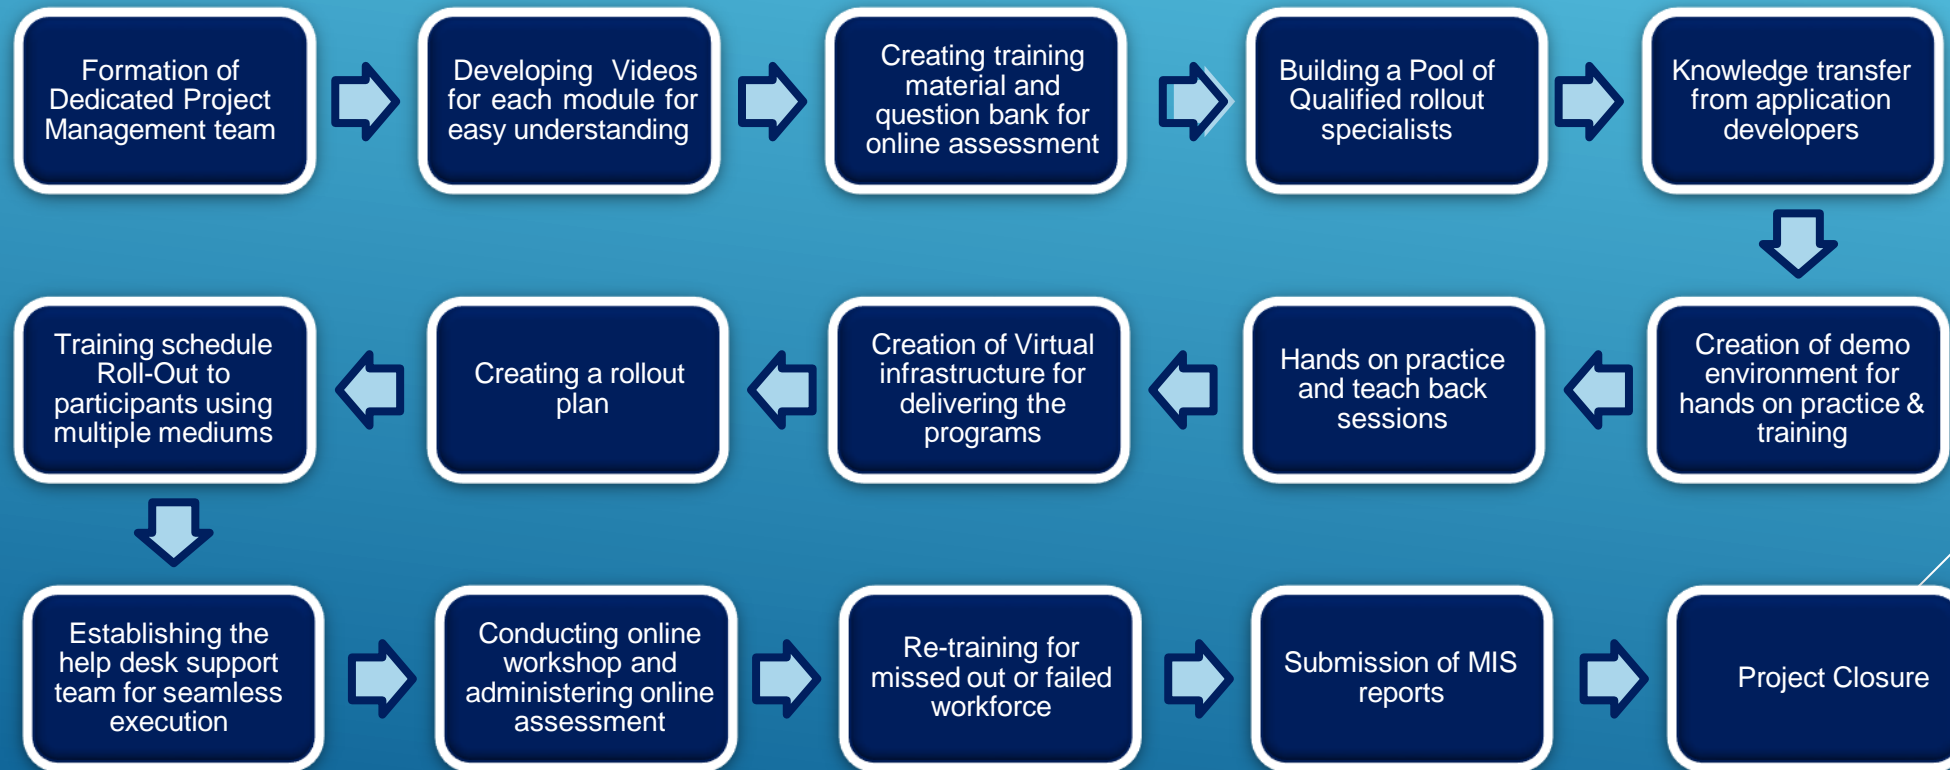 Formation of
Dedicated Project
Management team
Developing Videos
for each module for
easy understanding
Creating training
material and
question bank for
online assessment
Building a Pool of
Qualified rollout
specialists
Knowledge transfer
from application
developers
Creation of demo
environment for
hands on practice &
training
Hands on practice
and teach back
sessions
Creation of Virtual
infrastructure for
delivering the
programs
Creating a rollout
plan
Training schedule
Roll-Out to
participants using
multiple mediums
Establishing the
help desk support
team for seamless
execution
Conducting online
workshop and
administering online
assessment
Re-training for
missed out or failed
workforce
Submission of MIS
reports
Project Closure